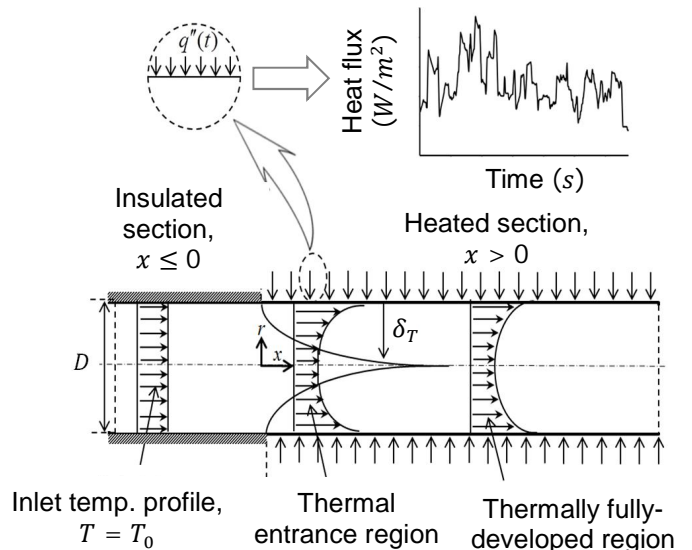 q″(t)
Heat flux
(W/m²)
Time (s)
Insulated
section,
x ≤ 0
Heated section,
x > 0
D
r
x
δ_T
Inlet temp. profile,
T = T₀
Thermal
entrance region
Thermally fully-
developed region